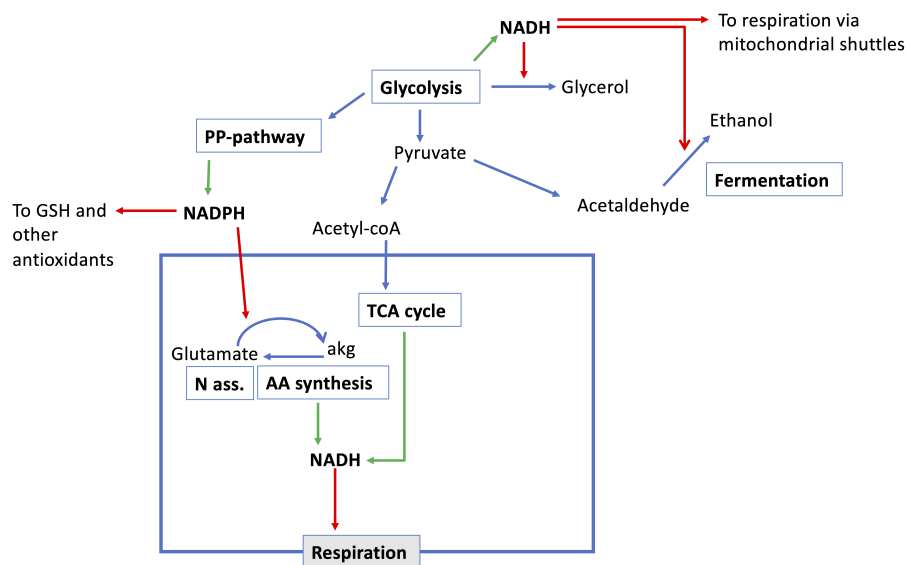 NADH
To respiration via
mitochondrial shuttles
Glycolysis
Glycerol
PP-pathway
Ethanol
Pyruvate
Fermentation
Acetaldehyde
To GSH and
other
antioxidants
NADPH
Acetyl-coA
TCA cycle
Glutamate
akg
N ass.
AA synthesis
NADH
Respiration